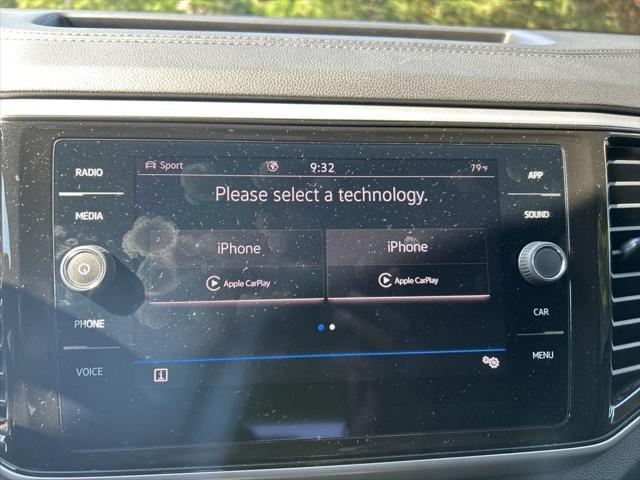 Sport 9:32 79°F
Please select a technology.
iPhone iPhone
Apple CarPlay Apple CarPlay
i
RADIO
MEDIA
PHONE
VOICE
APP
SOUND
CAR
MENU